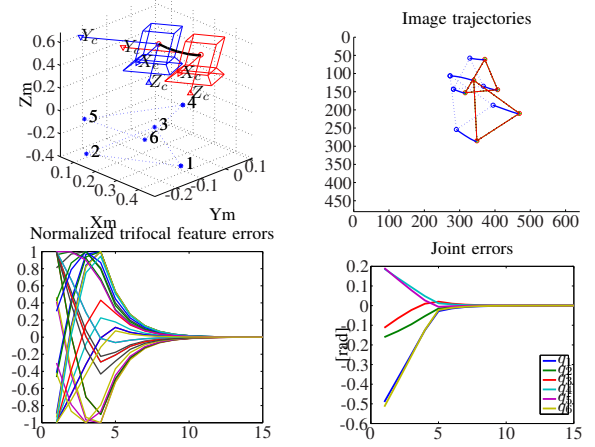 Image trajectories
0.6
0.4
0.2
0
-0.2
-0.4
Zm
Yc
Yc
Xc
Xc
Zc
Zc
5
2
3
6
4
1
0.1
0.2
0.3
0.4
-0.2
-0.1
0
0.1
Xm
Ym
0
50
100
150
200
250
300
350
400
450
0 100 200 300 400 500 600
Normalized trifocal feature errors
1
0.8
0.6
0.4
0.2
0
-0.2
-0.4
-0.6
-0.8
-1
0 5 10 15
Joint errors
[rad]
0.2
0.1
0
-0.1
-0.2
-0.3
-0.4
-0.5
-0.6
0 5 10 15
q1
q2
q3
q4
q5
q6